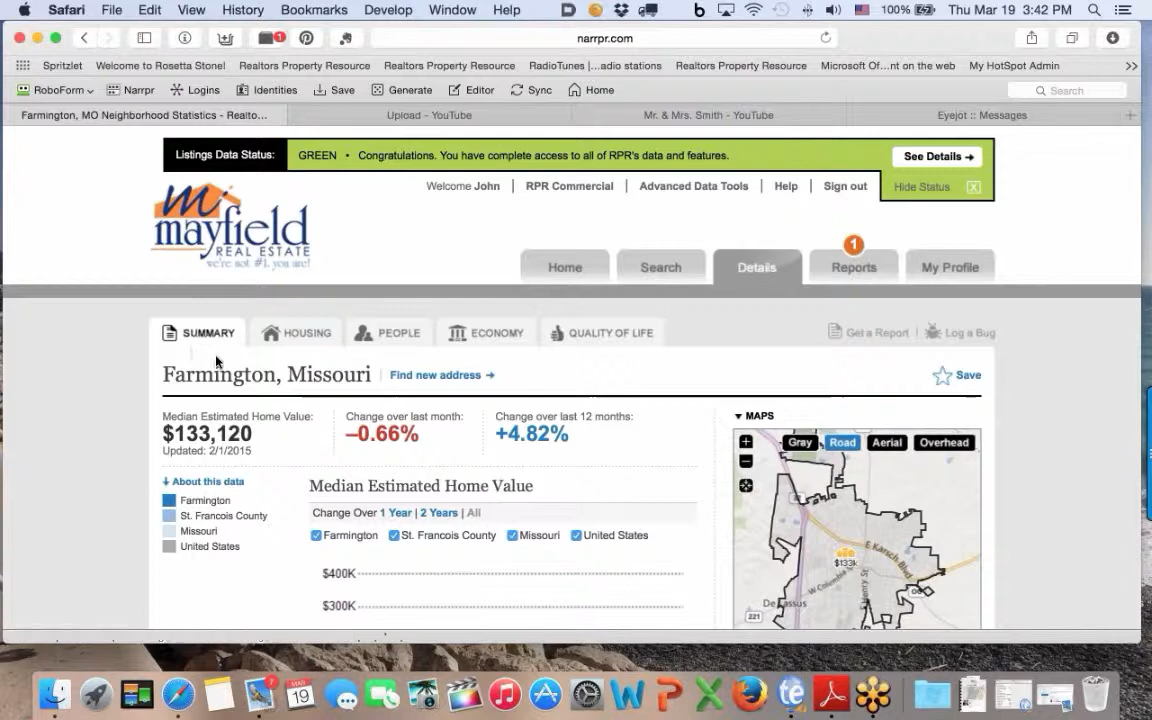 Safari File Edit View History Bookmarks Develop Window Help 100% Thu Mar 19 3:42 PM
1 narrpr.com
Spritzlet Welcome to Rosetta Stone! Realtors Property Resource Realtors Property Resource RadioTunes |...adio stations Realtors Property Resource Microsoft Of...nt on the web My HotSpot Admin
RoboForm Narrpr Logins Identities Save Generate Editor Sync Home Search
Farmington, MO Neighborhood Statistics - Realto... Upload - YouTube Mr. & Mrs. Smith - YouTube Eyejot :: Messages
Listings Data Status: GREEN • Congratulations. You have complete access to all of RPR's data and features. See Details
Welcome John | RPR Commercial | Advanced Data Tools | Help | Sign out Hide Status X
m
mayfield
REAL ESTATE
we're not #1, you are!
1
Home Search Details Reports My Profile
SUMMARY HOUSING PEOPLE ECONOMY QUALITY OF LIFE Get a Report | Log a Bug
Farmington, Missouri | Find new address Save
Median Estimated Home Value: Change over last month: Change over last 12 months: MAPS
$133,120 –0.66% +4.82%
Updated: 2/1/2015
Gray Road Aerial Overhead
About this data
Farmington
St. Francois County
Missouri
United States
Median Estimated Home Value
Change Over 1 Year | 2 Years | All
Farmington St. Francois County Missouri United States
$400K
$300K
E Karsch Blvd
$133k
W Columbia
E Henry St
De Lassus
221
19